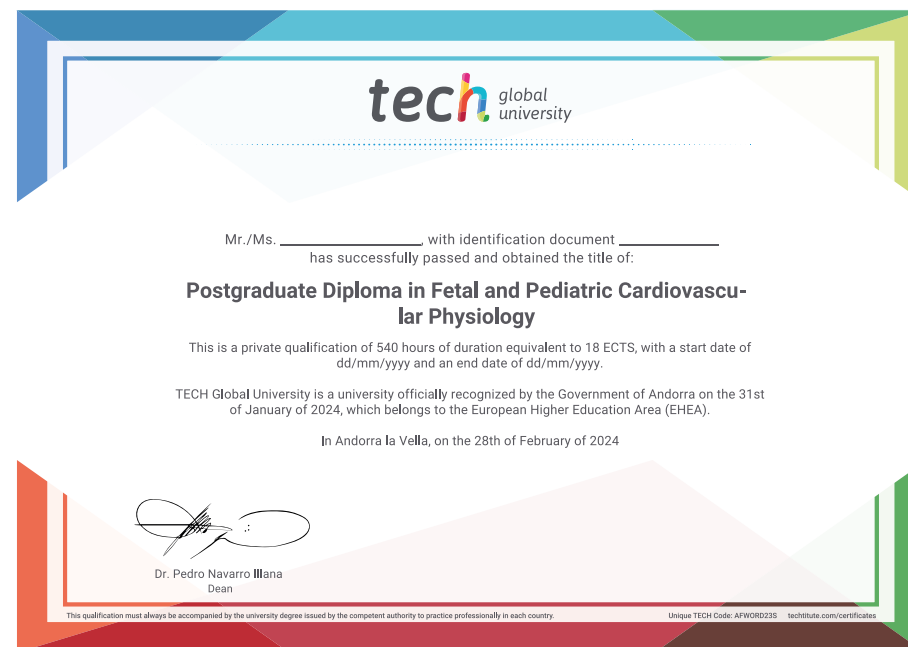 tech global
university
Mr./Ms. ____________________, with identification document ______________
has successfully passed and obtained the title of:
Postgraduate Diploma in Fetal and Pediatric Cardiovascu-
lar Physiology
This is a private qualification of 540 hours of duration equivalent to 18 ECTS, with a start date of
dd/mm/yyyy and an end date of dd/mm/yyyy.
TECH Global University is a university officially recognized by the Government of Andorra on the 31st
of January of 2024, which belongs to the European Higher Education Area (EHEA).
In Andorra la Vella, on the 28th of February of 2024
Dr. Pedro Navarro Illana
Dean
This qualification must always be accompanied by the university degree issued by the competent authority to practice professionally in each country. Unique TECH Code: AFWORD23S techtitute.com/certificates